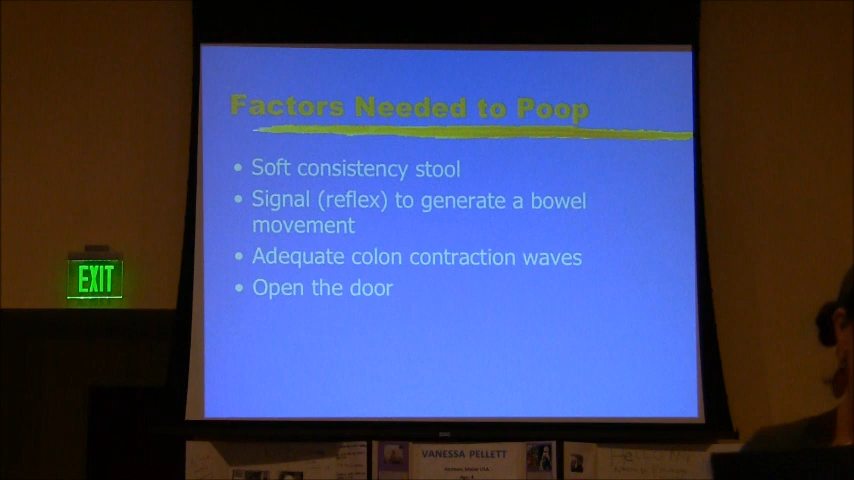 Factors Needed to Poop
• Soft consistency stool
• Signal (reflex) to generate a bowel
movement
• Adequate colon contraction waves
• Open the door
EXIT
VANESSA PELLETT